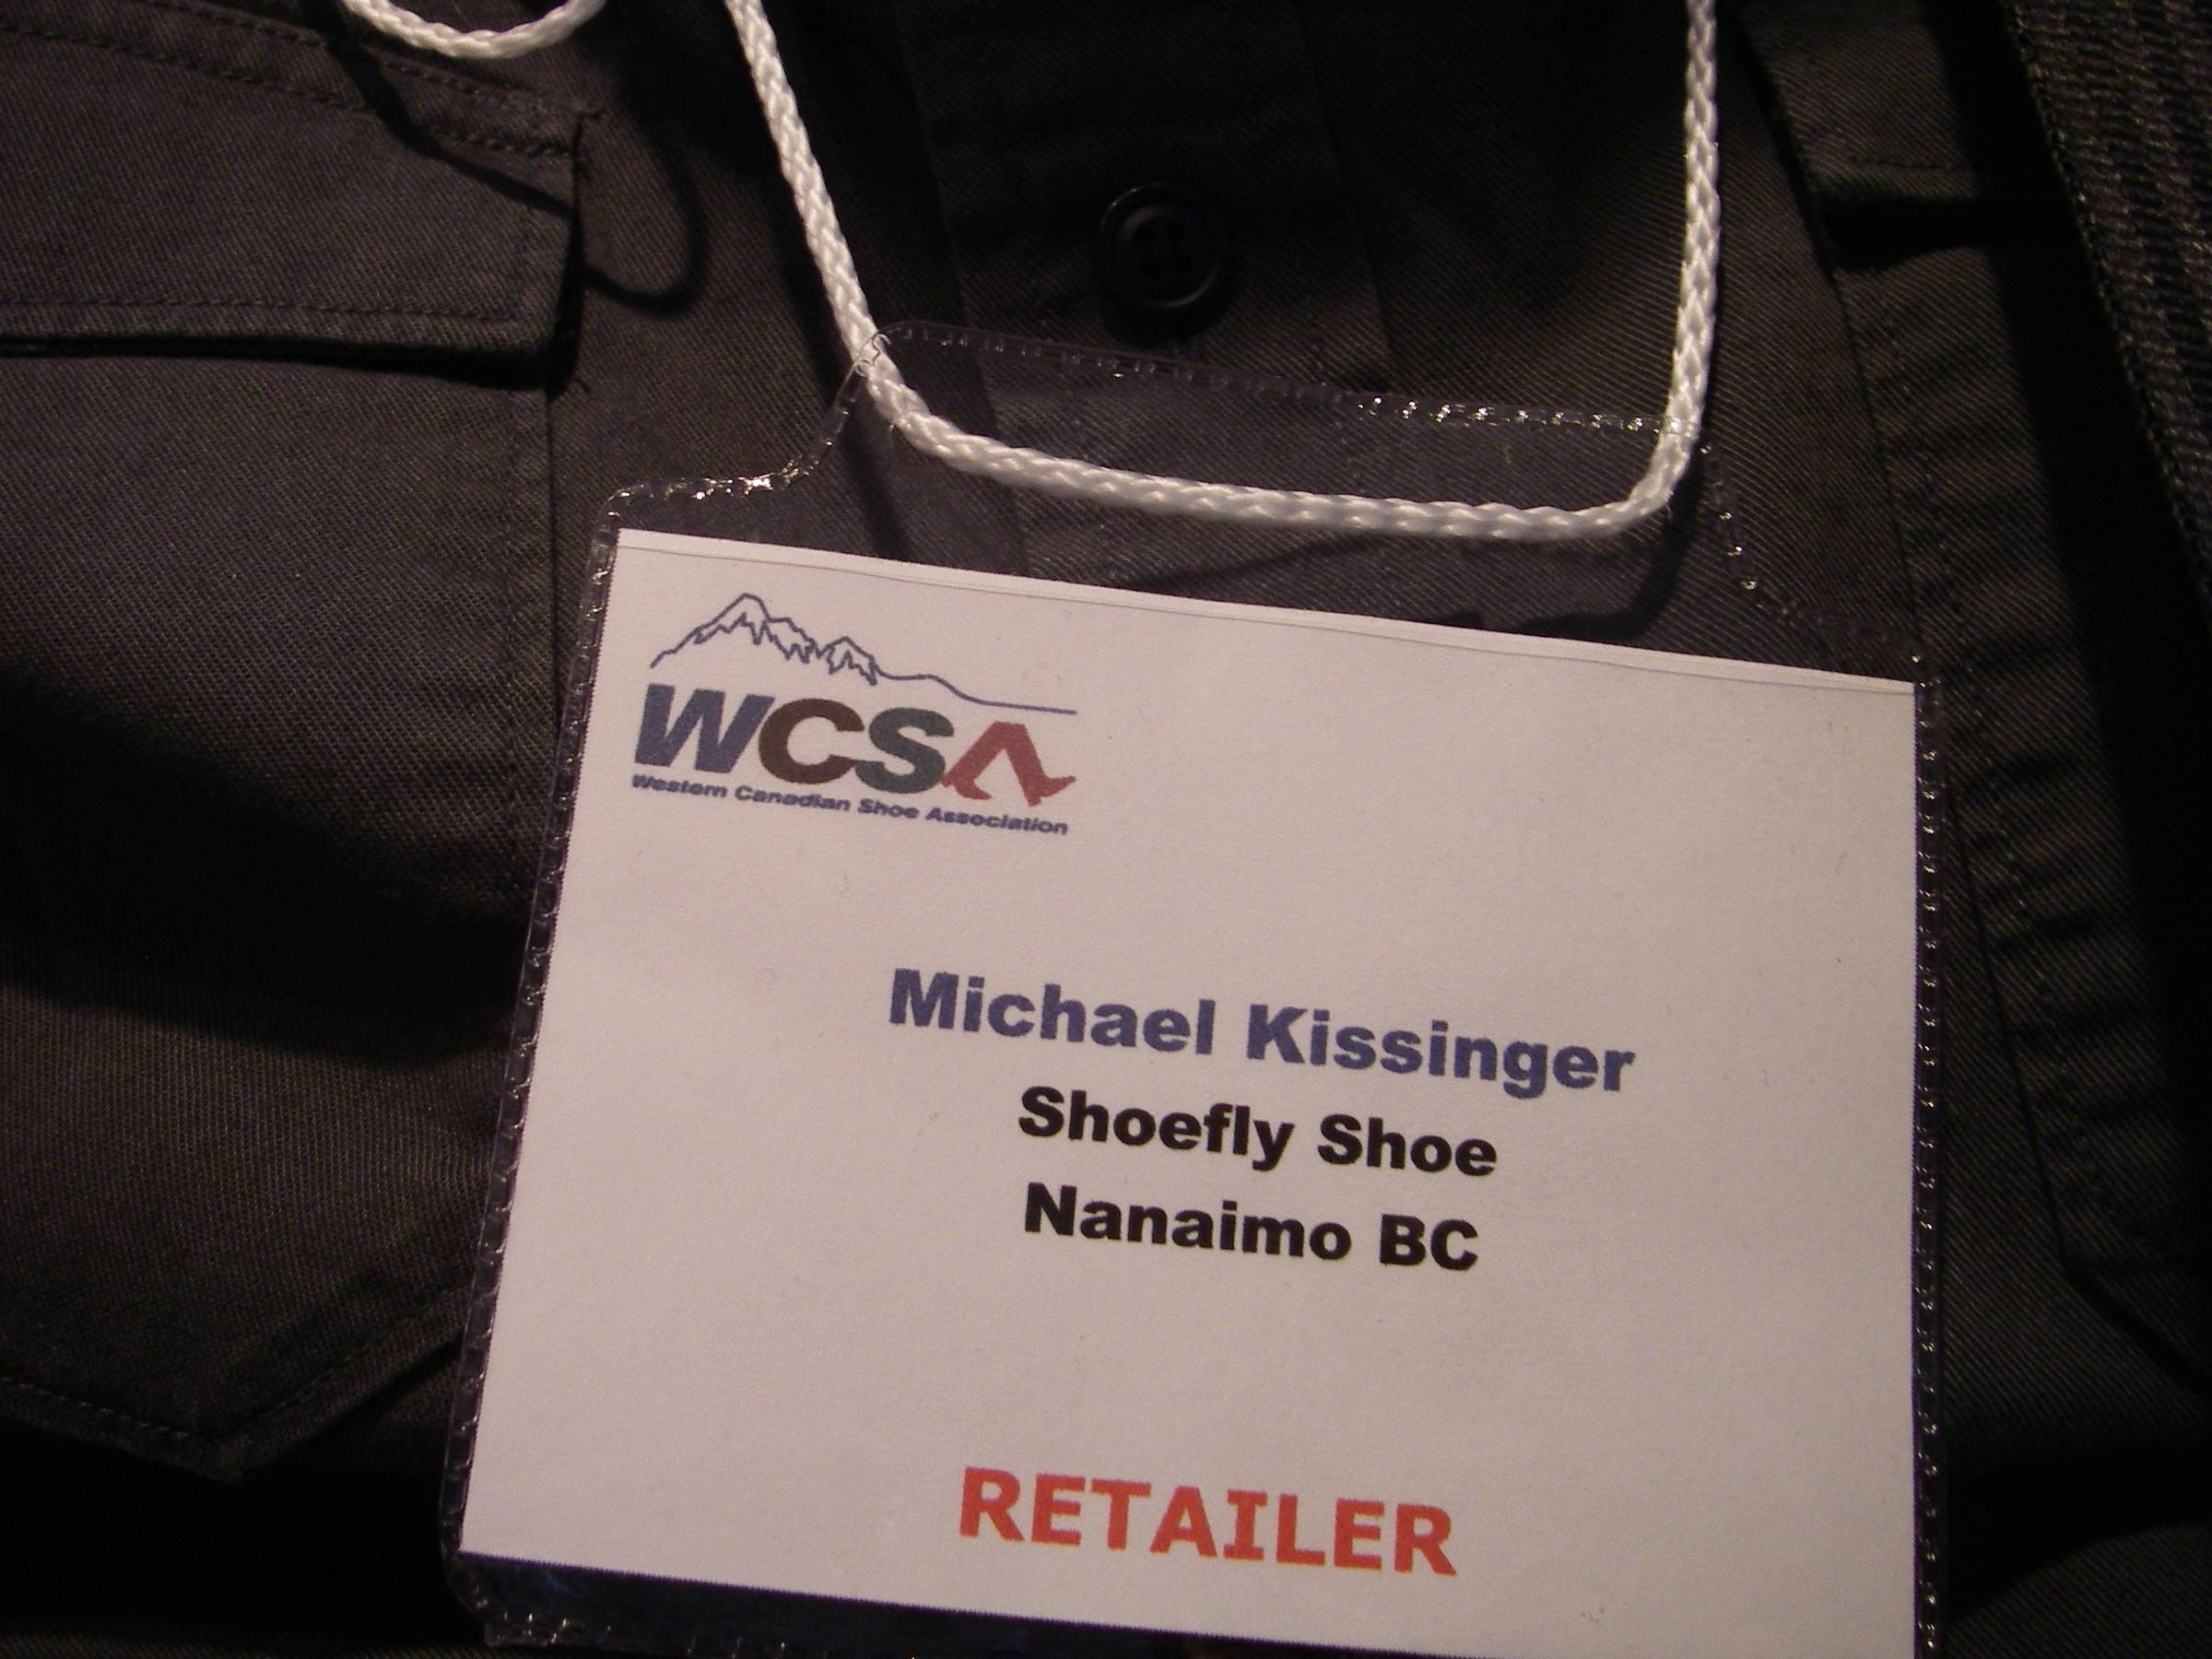 WCSA
Western Canadian Shoe Association
Michael Kissinger
Shoefly Shoe
Nanaimo BC
RETAILER